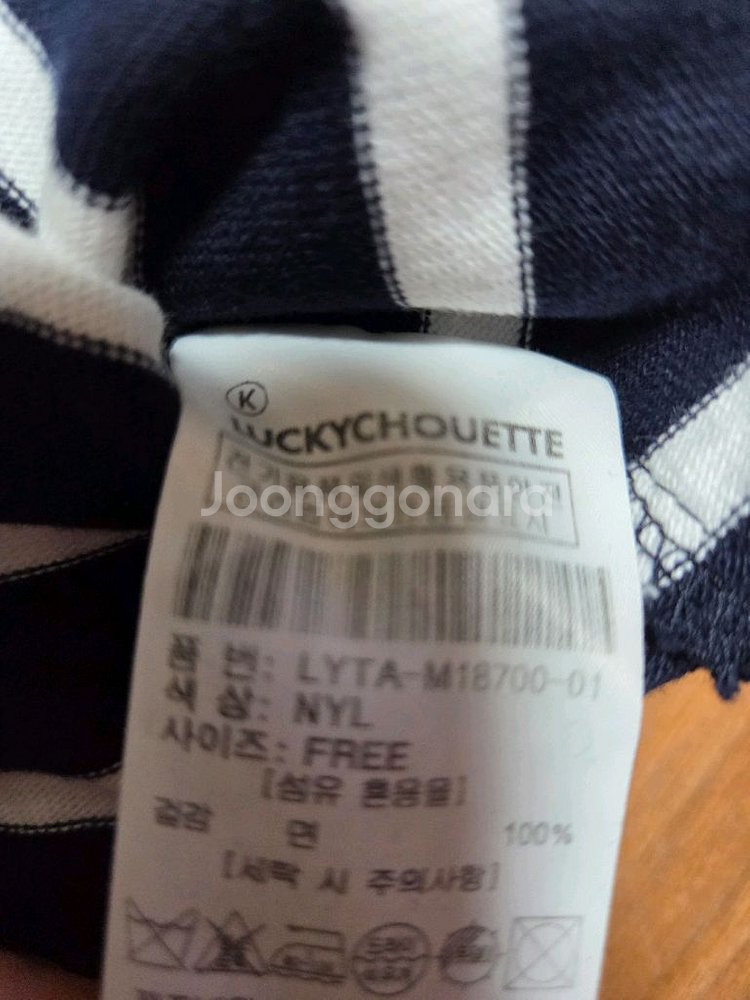 K
LUCKYCHOUETTE
Joonggonara
품 번: LYTA-M18700-01
색 상: NYL
사이즈: FREE
[섬유 혼용율]
겉감 면 100%
[세탁 시 주의사항]